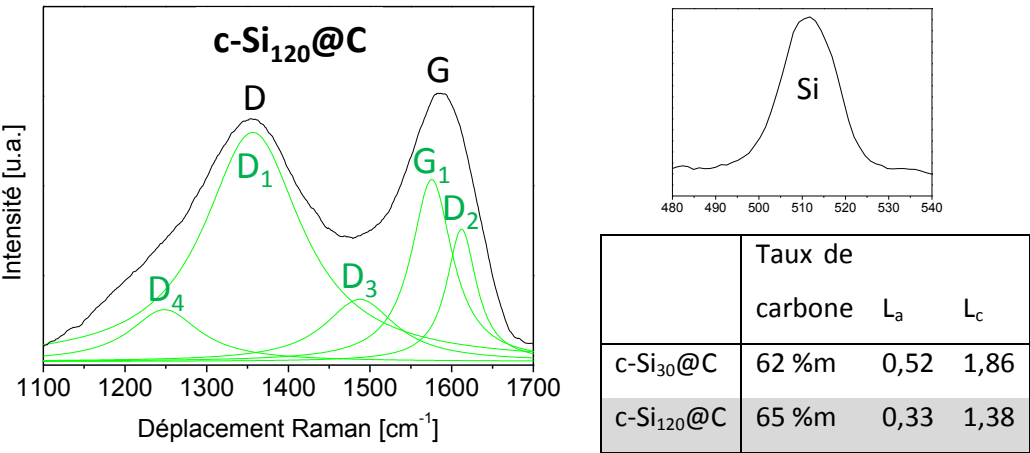 c-Si₁₂₀@C
D
G
D₁
G₁
D₂
D₃
D₄
Intensité [u.a.]
1100 1200 1300 1400 1500 1600 1700
Déplacement Raman [cm⁻¹]
Si
480 490 500 510 520 530 540
Taux de
carbone Lₐ L꜀
c-Si₃₀@C 62 %m 0,52 1,86
c-Si₁₂₀@C 65 %m 0,33 1,38